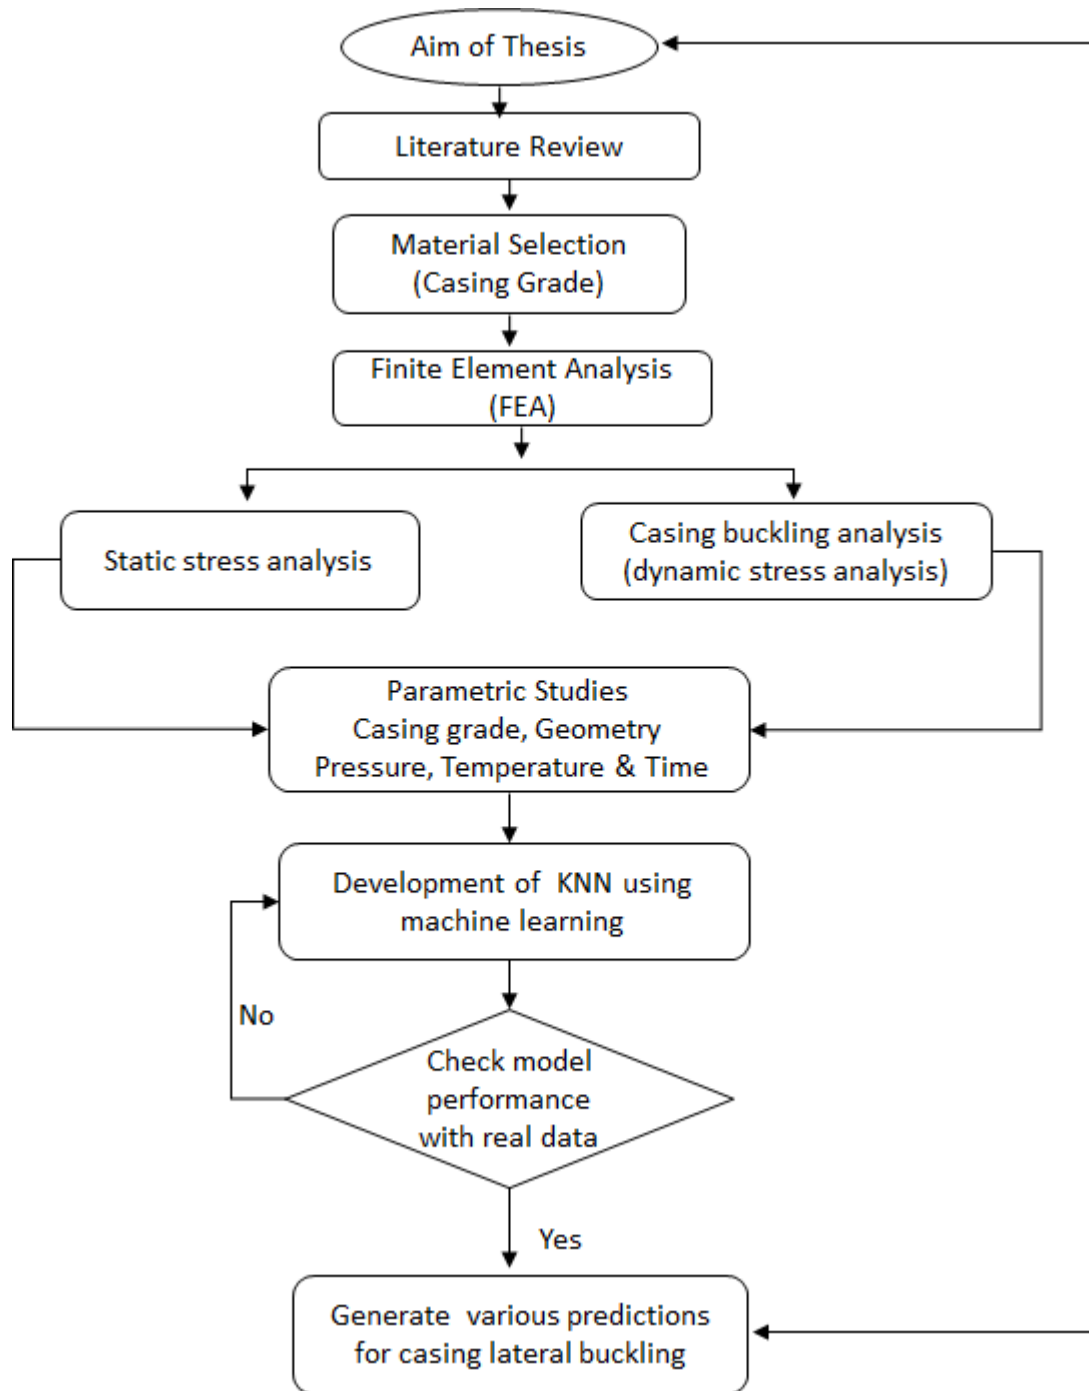 Aim of Thesis
Literature Review
Material Selection
(Casing Grade)
Finite Element Analysis
(FEA)
Static stress analysis
Casing buckling analysis
(dynamic stress analysis)
Parametric Studies
Casing grade, Geometry
Pressure, Temperature & Time
Development of KNN using
machine learning
No
Check model
performance
with real data
Yes
Generate various predictions
for casing lateral buckling